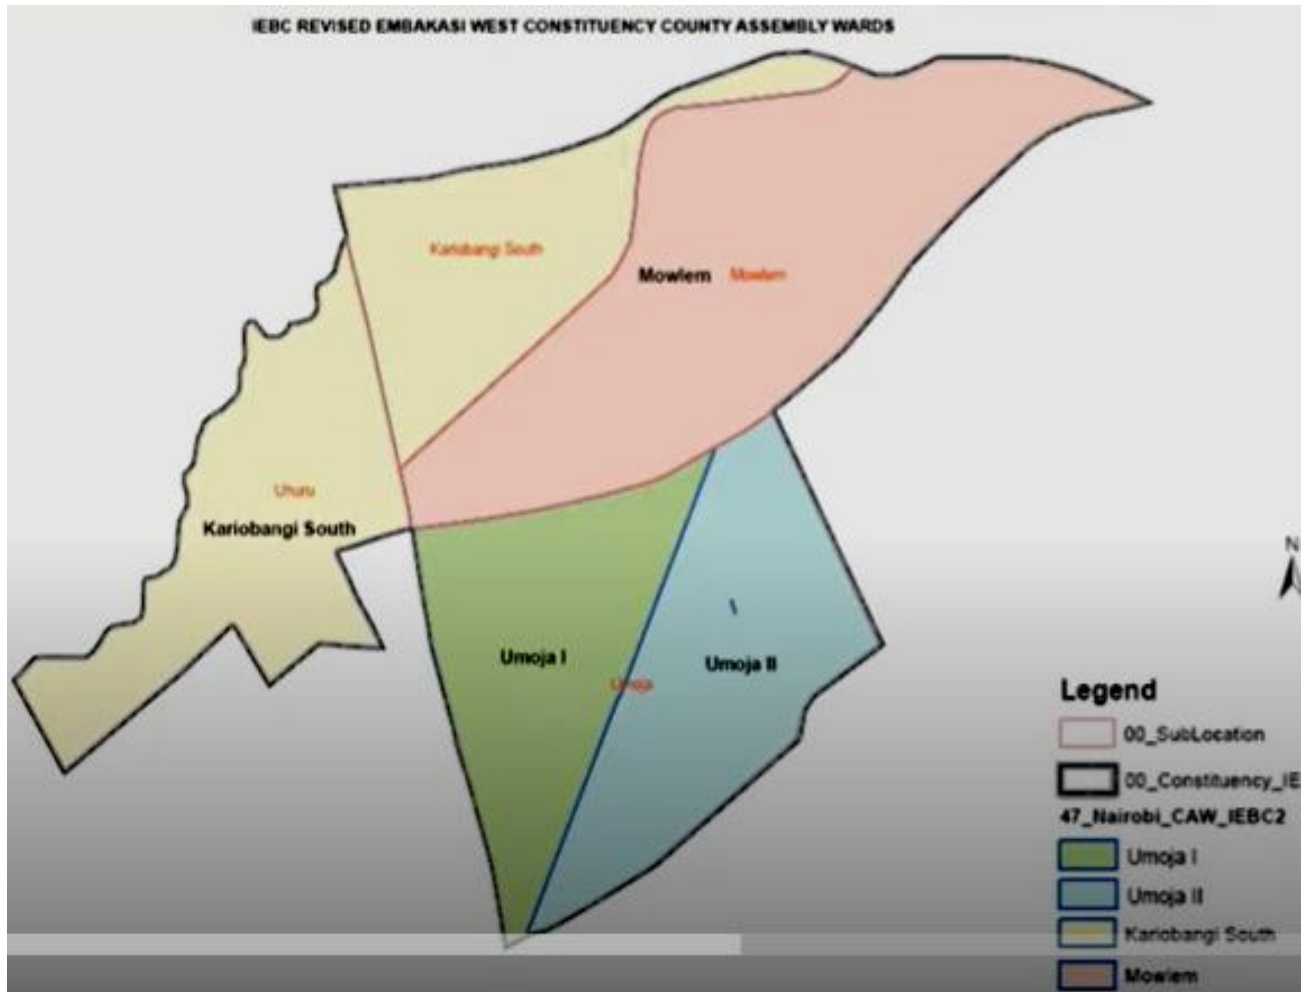 IEBC REVISED EMBAKASI WEST CONSTITUENCY COUNTY ASSEMBLY WARDS
Kariobangi South
Mowlem Mowlem
Uhuru
Kariobangi South
Umoja I
Umoja II
Umoja
N
Legend
00_SubLocation
00_Constituency_IE
47_Nairobi_CAW_IEBC2
Umoja I
Umoja II
Kariobangi South
Mowlem